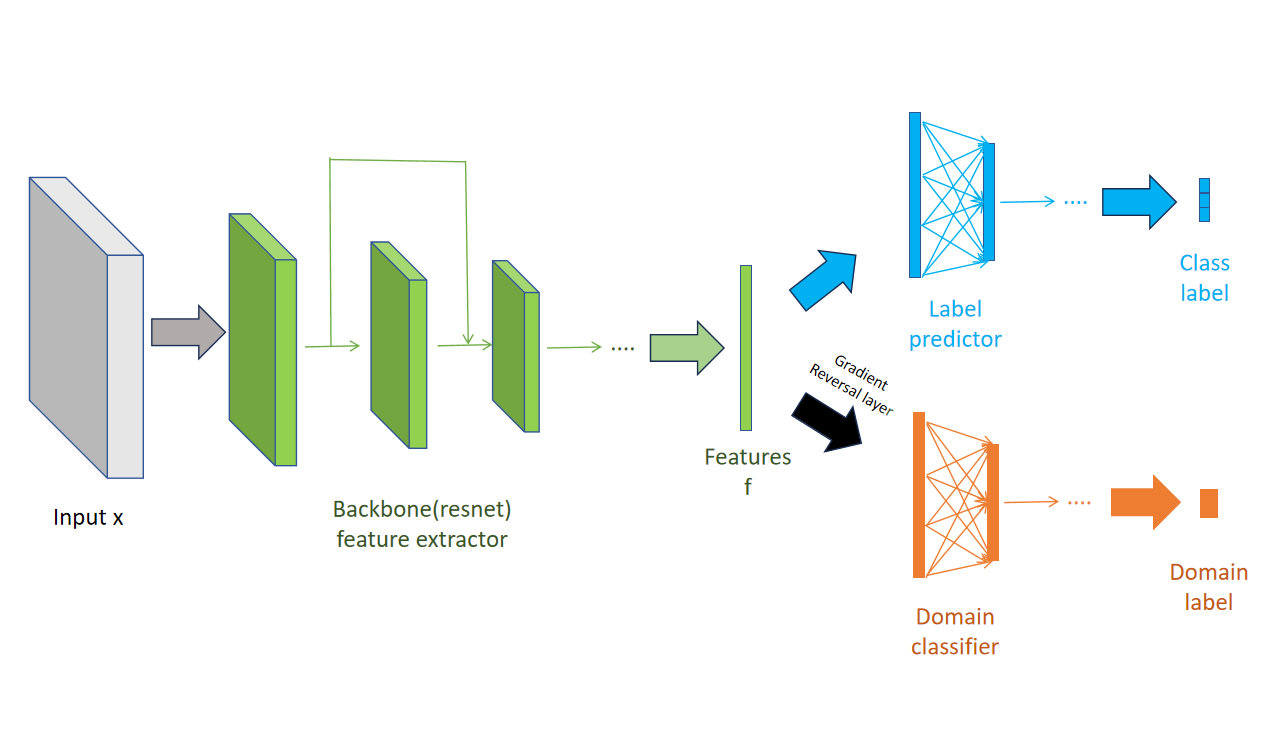 Input x
Backbone(resnet)
feature extractor
....
Features
f
Gradient
Reversal layer
Label
predictor
....
Class
label
Domain
classifier
....
Domain
label